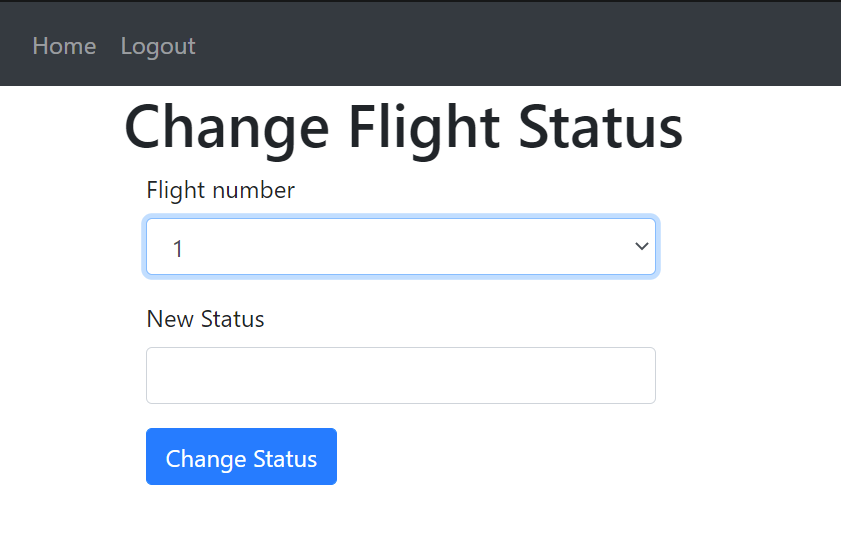 Home Logout
Change Flight Status
Flight number
1
New Status
Change Status